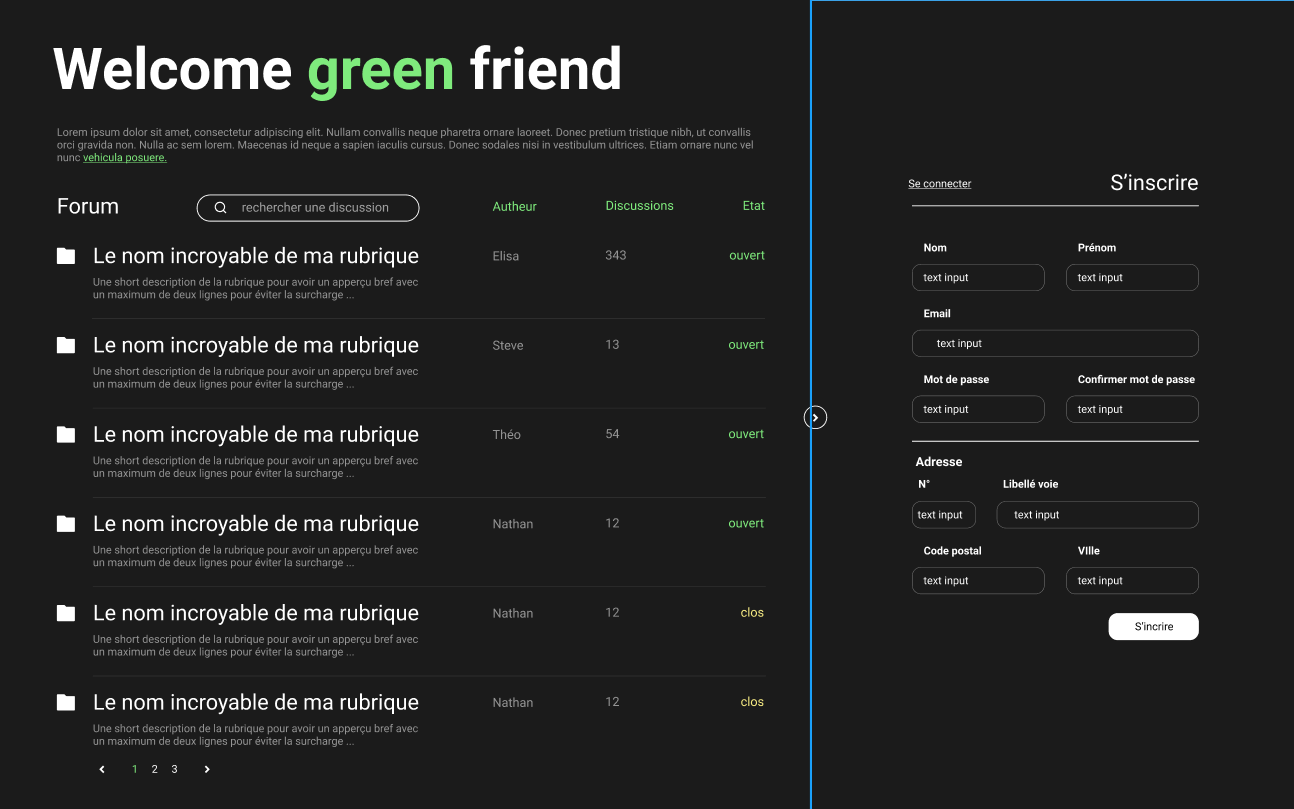 Welcome green friend
Lorem ipsum dolor sit amet, consectetur adipiscing elit. Nullam convallis neque pharetra ornare laoreet. Donec pretium tristique nibh, ut convallis
orci gravida non. Nulla ac sem lorem. Maecenas id neque a sapien iaculis cursus. Donec sodales nisi in vestibulum ultrices. Etiam ornare nunc vel
nunc vehicula posuere.
Forum
rechercher une discussion
Autheur
Discussions
Etat
Le nom incroyable de ma rubrique
Elisa
343
ouvert
Une short description de la rubrique pour avoir un apperçu bref avec
un maximum de deux lignes pour éviter la surcharge ...
Le nom incroyable de ma rubrique
Steve
13
ouvert
Une short description de la rubrique pour avoir un apperçu bref avec
un maximum de deux lignes pour éviter la surcharge ...
Le nom incroyable de ma rubrique
Théo
54
ouvert
Une short description de la rubrique pour avoir un apperçu bref avec
un maximum de deux lignes pour éviter la surcharge ...
Le nom incroyable de ma rubrique
Nathan
12
ouvert
Une short description de la rubrique pour avoir un apperçu bref avec
un maximum de deux lignes pour éviter la surcharge ...
Le nom incroyable de ma rubrique
Nathan
12
clos
Une short description de la rubrique pour avoir un apperçu bref avec
un maximum de deux lignes pour éviter la surcharge ...
Le nom incroyable de ma rubrique
Nathan
12
clos
Une short description de la rubrique pour avoir un apperçu bref avec
un maximum de deux lignes pour éviter la surcharge ...
1 2 3
Se connecter
S'inscrire
Nom
Prénom
text input
text input
Email
text input
Mot de passe
Confirmer mot de passe
text input
text input
Adresse
N°
Libellé voie
text input
text input
Code postal
VIlle
text input
text input
S'incrire